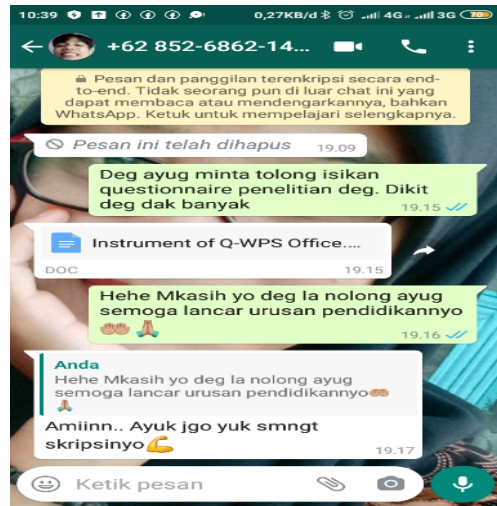 10:39 0,27KB/d 4G 3G 70
+62 852-6862-14...
Pesan dan panggilan terenkripsi secara end-
to-end. Tidak seorang pun di luar chat ini yang
dapat membaca atau mendengarkannya, bahkan
WhatsApp. Ketuk untuk mempelajari selengkapnya.
Pesan ini telah dihapus 19.09
Deg ayug minta tolong isikan
questionnaire penelitian deg. Dikit
deg dak banyak
19.15
Instrument of Q-WPS Office....
DOC 19.15
Hehe Mkasih yo deg la nolong ayug
semoga lancar urusan pendidikannyo
19.16
Anda
Hehe Mkasih yo deg la nolong ayug
semoga lancar urusan pendidikannyo
Amiinn.. Ayuk jgo yuk smngt
skripsinyo
19.17
Ketik pesan